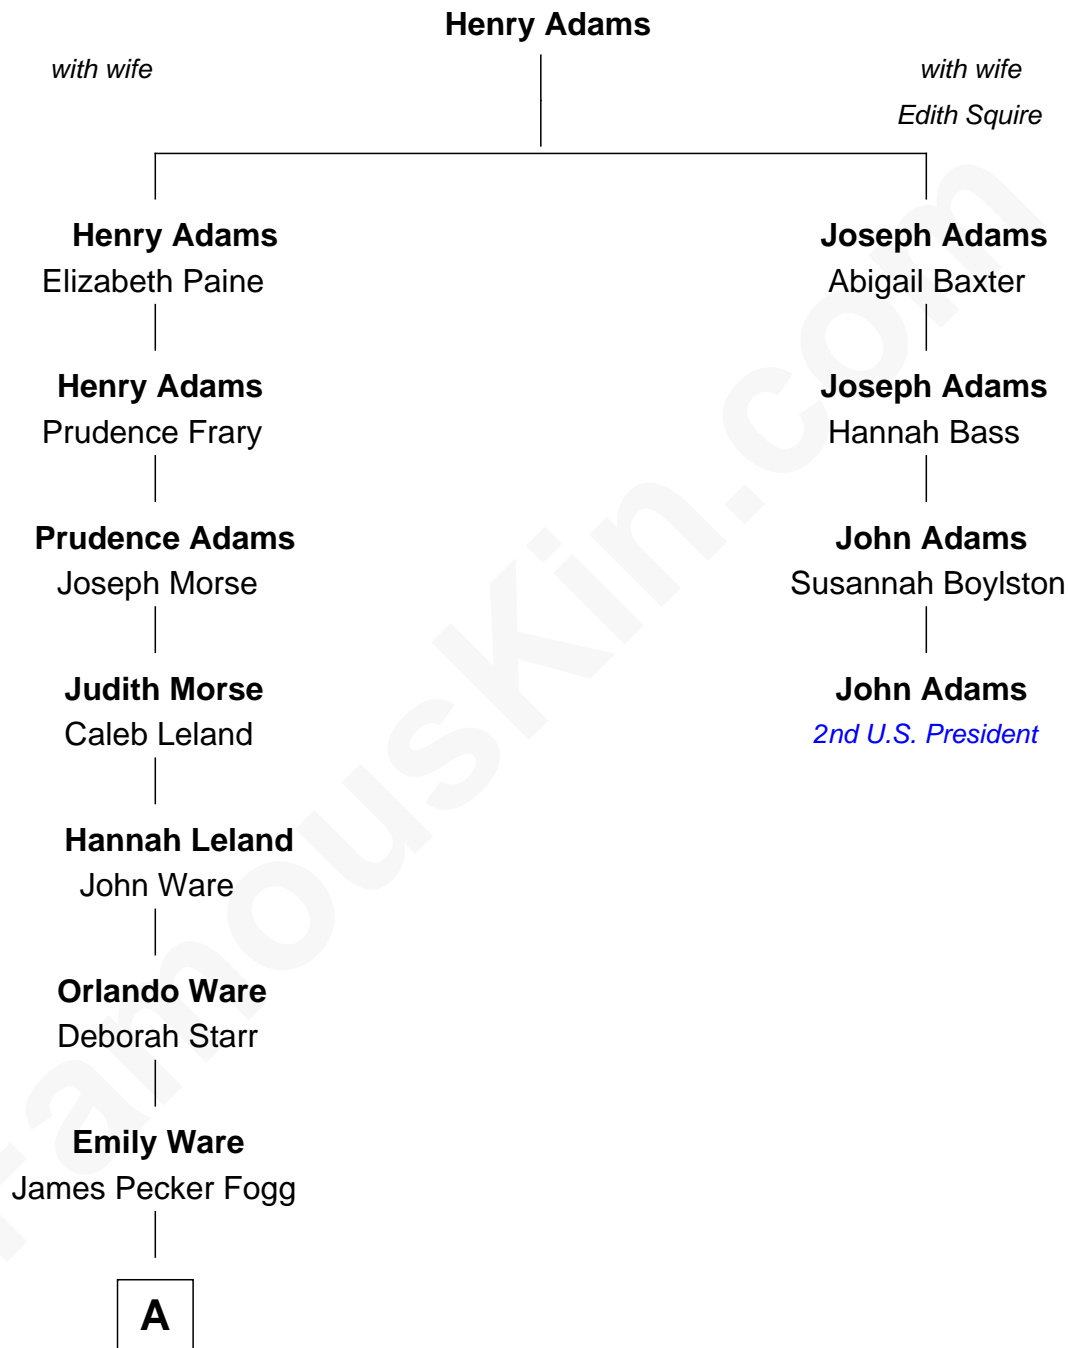 Henry Adams
with wife
with wife
Edith Squire
Henry Adams
Elizabeth Paine
Joseph Adams
Abigail Baxter
Henry Adams
Prudence Frary
Joseph Adams
Hannah Bass
Prudence Adams
Joseph Morse
John Adams
Susannah Boylston
Judith Morse
Caleb Leland
John Adams
2nd U.S. President
Hannah Leland
John Ware
Orlando Ware
Deborah Starr
Emily Ware
James Pecker Fogg
A
FamousKin.com